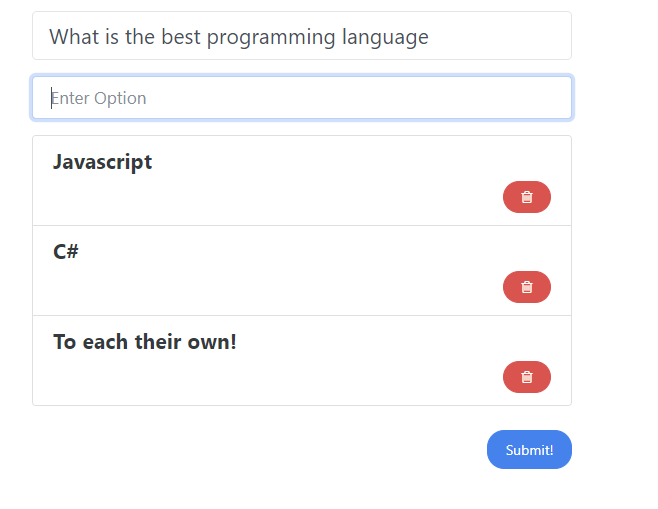 What is the best programming language
Enter Option
Javascript
C#
To each their own!
Submit!